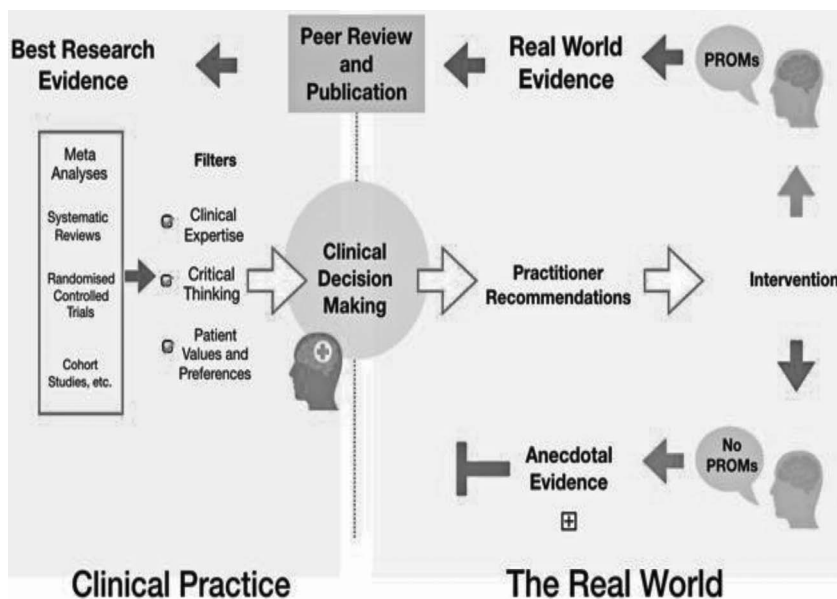 Best Research
Evidence
Peer Review
and
Publication
Real World
Evidence
PROMs
Meta
Analyses
Systematic
Reviews
Randomised
Controlled
Trials
Cohort
Studies, etc.
Filters
Clinical
Expertise
Critical
Thinking
Patient
Values and
Preferences
Clinical
Decision
Making
Practitioner
Recommendations
Intervention
Anecdotal
Evidence
No
PROMs
Clinical Practice
The Real World